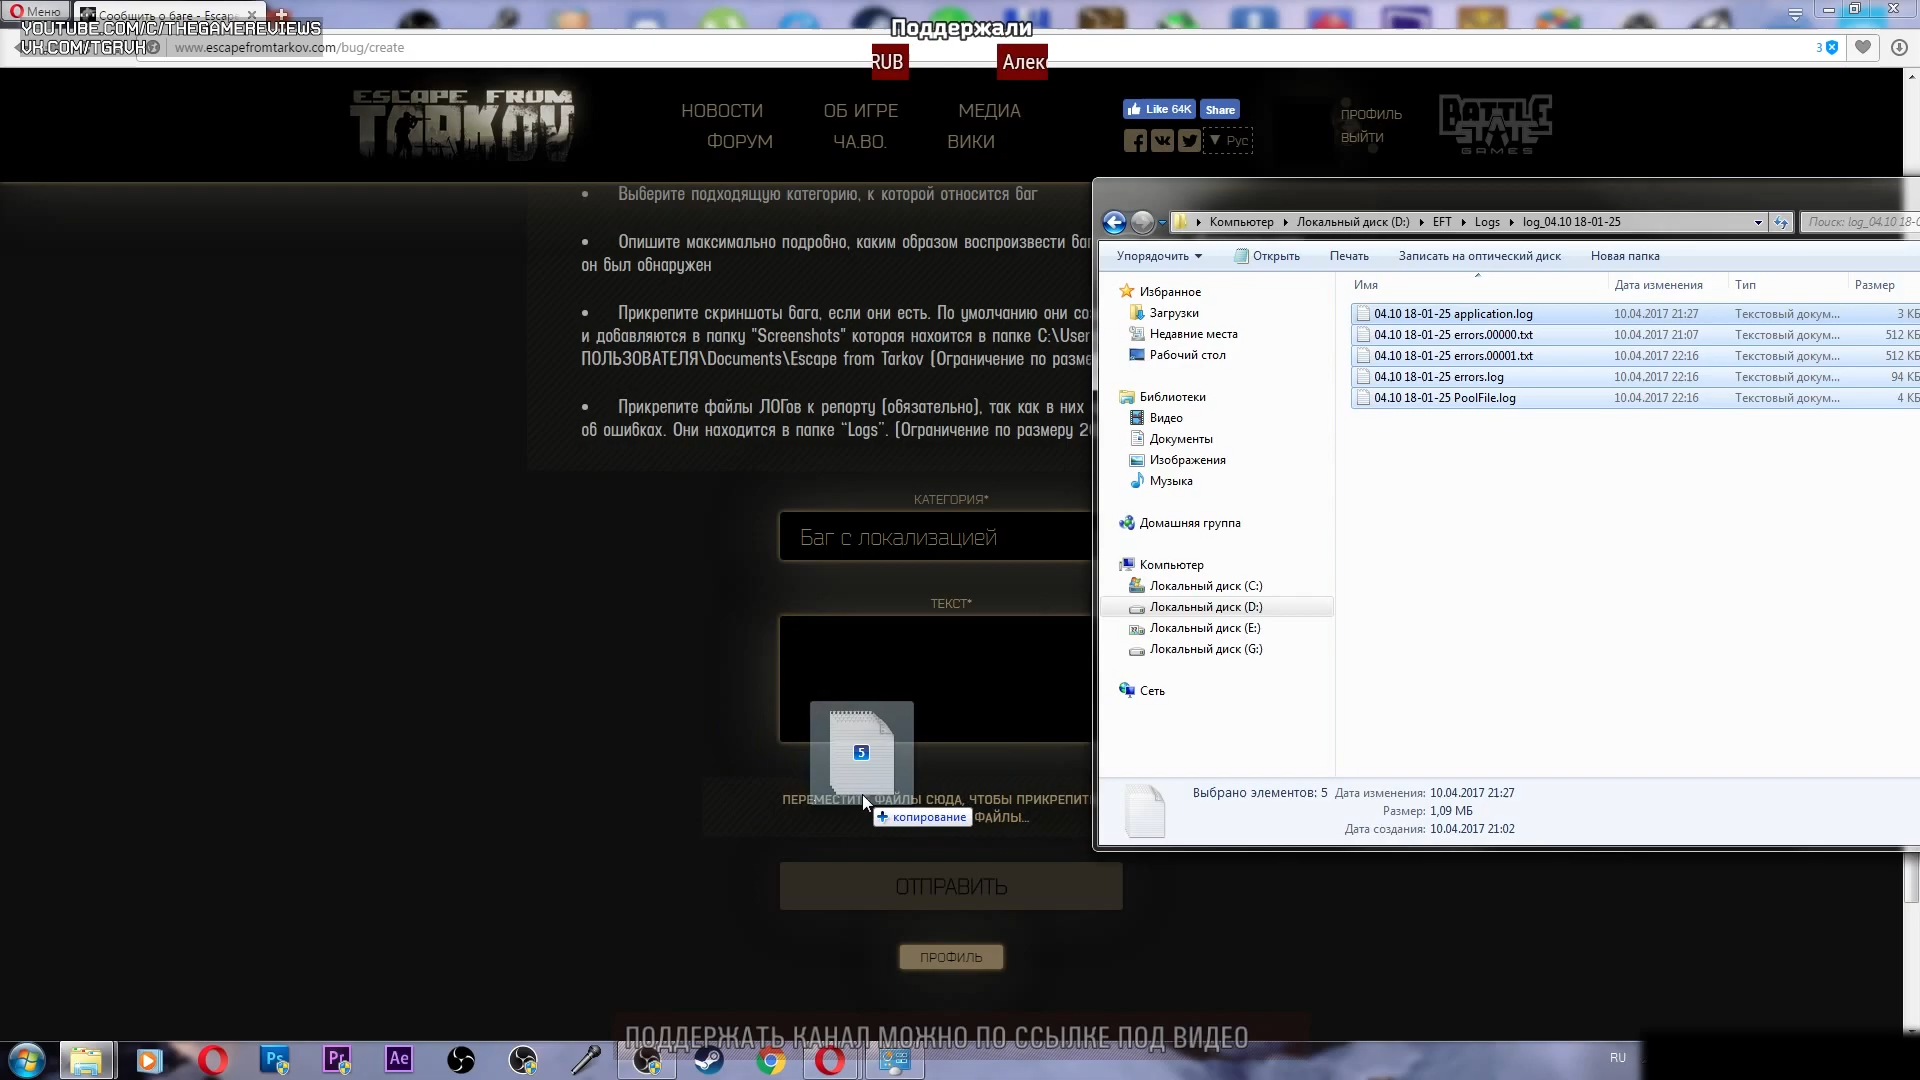 Меню
Сообщить о баге - Escap
YOUTUBE.COM/C/THEGAMEREVIEWS
VK.COM/TGRVK
www.escapefromtarkov.com/bug/create
3
Поддержали
RUB
Алек
ESCAPE FROM
TARKOV
НОВОСТИ
ОБ ИГРЕ
МЕДИА
ФОРУМ
ЧА.ВО.
ВИКИ
Like 64K
Share
Рус
ПРОФИЛЬ
ВЫЙТИ
BATTLE
STATE
GAMES
• Выберите подходящую категорию, к которой относится баг
• Опишите максимально подробно, каким образом воспроизвести баг
он был обнаружен
• Прикрепите скриншоты бага, если они есть. По умолчанию они со
и добавляются в папку "Screenshots" которая нахоится в папке C:\User
ПОЛЬЗОВАТЕЛЯ\Documents\Escape from Tarkov (Ограничение по разме
• Прикрепите файлы ЛОГов к репорту (обязательно), так как в них
об ошибках. Они находится в папке “Logs”. (Ограничение по размеру 2
КАТЕГОРИЯ*
Баг с локализацией
ТЕКСТ*
5
ПЕРЕМЕСТИТЕ ФАЙЛЫ СЮДА, ЧТОБЫ ПРИКРЕПИТ
копирование
ФАЙЛЫ...
ОТПРАВИТЬ
ПРОФИЛЬ
Компьютер
Локальный диск (D:)
EFT
Logs
log_04.10 18-01-25
Поиск: log_04.10 18-0
Упорядочить
Открыть
Печать
Записать на оптический диск
Новая папка
Имя
Дата изменения
Тип
Размер
04.10 18-01-25 application.log 10.04.2017 21:27 Текстовый докум... 3 КБ
04.10 18-01-25 errors.00000.txt 10.04.2017 21:07 Текстовый докум... 512 КБ
04.10 18-01-25 errors.00001.txt 10.04.2017 22:16 Текстовый докум... 512 КБ
04.10 18-01-25 errors.log 10.04.2017 22:16 Текстовый докум... 94 КБ
04.10 18-01-25 PoolFile.log 10.04.2017 22:16 Текстовый докум... 4 КБ
Избранное
Загрузки
Недавние места
Рабочий стол
Библиотеки
Видео
Документы
Изображения
Музыка
Домашняя группа
Компьютер
Локальный диск (C:)
Локальный диск (D:)
Локальный диск (E:)
Локальный диск (G:)
Сеть
Выбрано элементов: 5
Дата изменения: 10.04.2017 21:27
Размер: 1,09 МБ
Дата создания: 10.04.2017 21:02
ПОДДЕРЖАТЬ КАНАЛ МОЖНО ПО ССЫЛКЕ ПОД ВИДЕО
Ps
Pr
Ae
RU